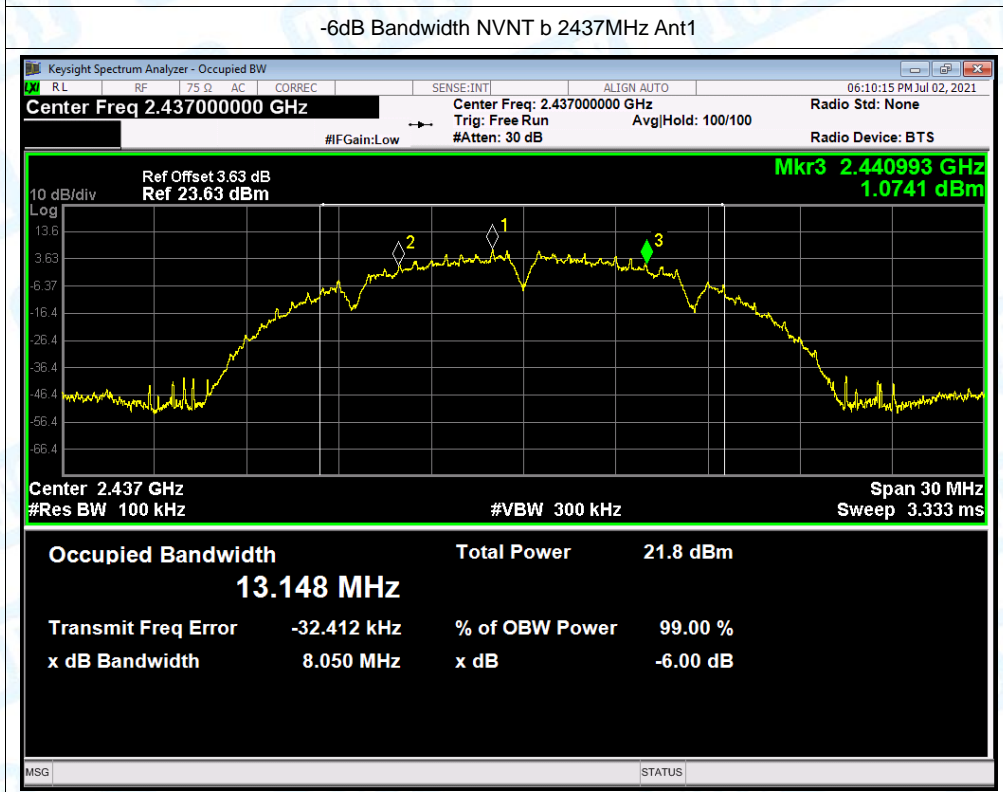 -6dB Bandwidth NVNT b 2437MHz Ant1
Keysight Spectrum Analyzer - Occupied BW
LXI RL RF 75 Ω AC CORREC SENSE:INT ALIGN AUTO 06:10:15 PM Jul 02, 2021
Center Freq 2.437000000 GHz
Center Freq: 2.437000000 GHz Radio Std: None
Trig: Free Run Avg|Hold: 100/100
#IFGain:Low #Atten: 30 dB Radio Device: BTS
Mkr3 2.440993 GHz
1.0741 dBm
Ref Offset 3.63 dB
10 dB/div Ref 23.63 dBm
Log
13.6
3.63
-6.37
-16.4
-26.4
-36.4
-46.4
-56.4
-66.4
1
2
3
Center 2.437 GHz Span 30 MHz
#Res BW 100 kHz #VBW 300 kHz Sweep 3.333 ms
Occupied Bandwidth Total Power 21.8 dBm
13.148 MHz
Transmit Freq Error -32.412 kHz % of OBW Power 99.00 %
x dB Bandwidth 8.050 MHz x dB -6.00 dB
MSG STATUS